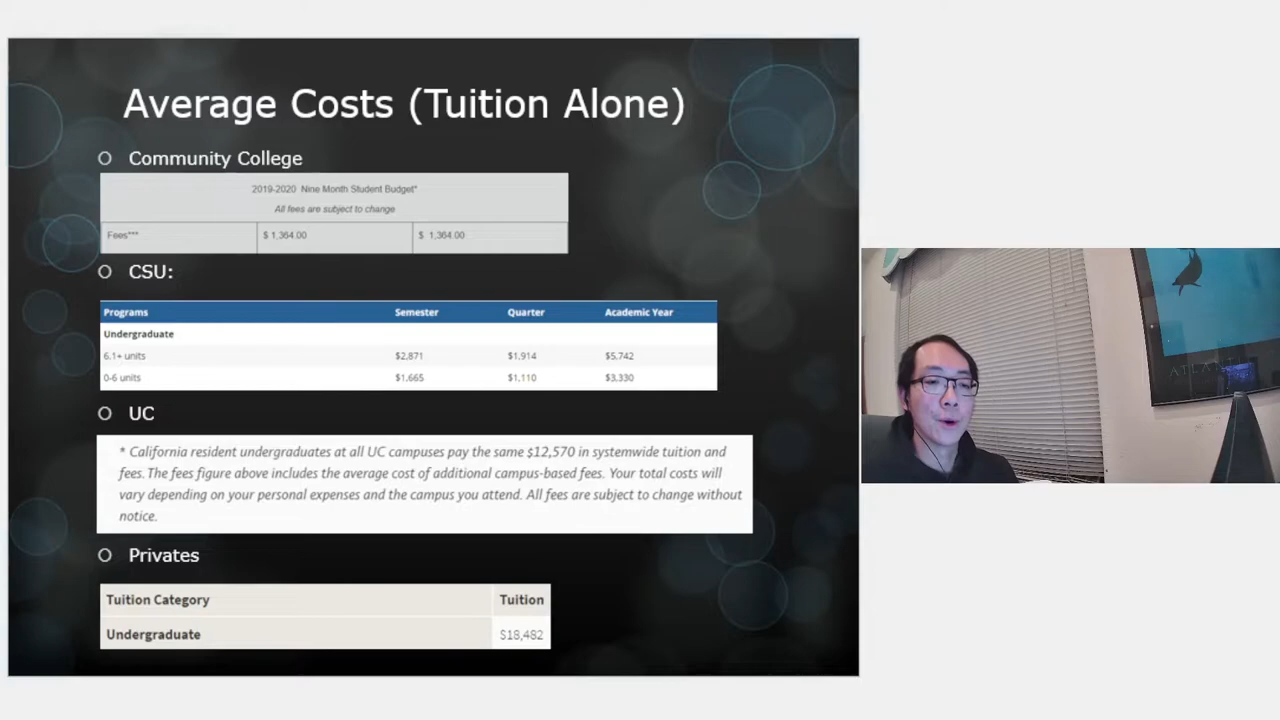 Average Costs (Tuition Alone)
Community College
2019-2020 Nine Month Student Budget*
All fees are subject to change
Fees*** $ 1,364.00 $ 1,364.00
CSU:
Programs Semester Quarter Academic Year
Undergraduate
6.1+ units $2,871 $1,914 $5,742
0-6 units $1,665 $1,110 $3,330
UC
* California resident undergraduates at all UC campuses pay the same $12,570 in systemwide tuition and
fees. The fees figure above includes the average cost of additional campus-based fees. Your total costs will
vary depending on your personal expenses and the campus you attend. All fees are subject to change without
notice.
Privates
Tuition Category Tuition
Undergraduate $18,482